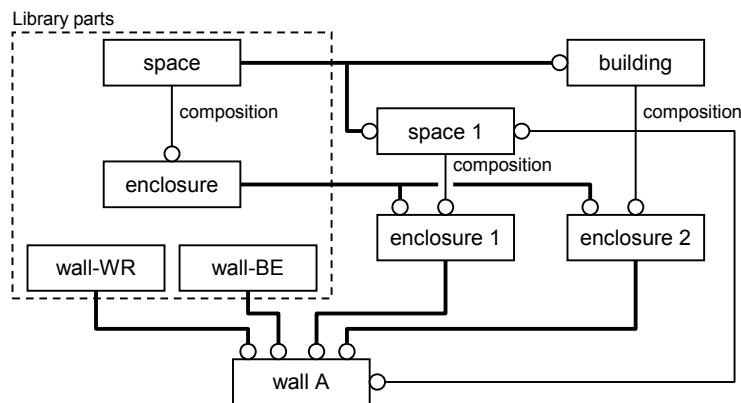 Library parts
space
building
composition
composition
space 1
composition
enclosure
enclosure 1
enclosure 2
wall-WR
wall-BE
wall A